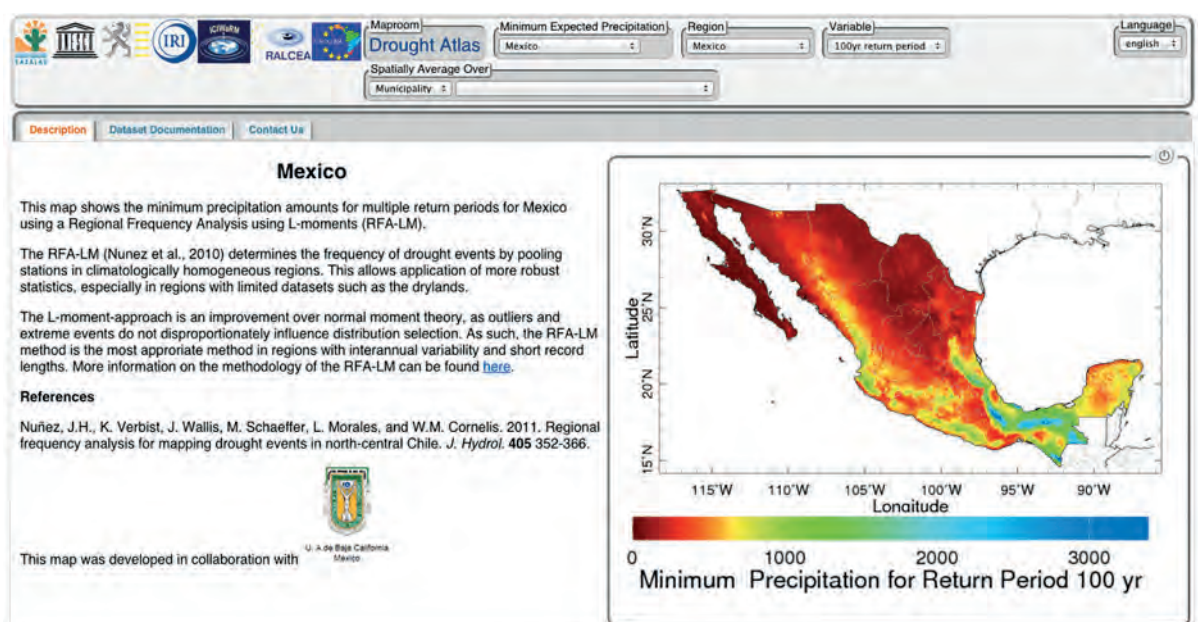 CAZALAC
IRI
ICIWaRM
RALCEA
Maproom
Drought Atlas
Minimum Expected Precipitation
Mexico
Region
Mexico
Variable
100yr return period
Language
english
Spatially Average Over
Municipality
Description
Dataset Documentation
Contact Us
Mexico
This map shows the minimum precipitation amounts for multiple return periods for Mexico
using a Regional Frequency Analysis using L-moments (RFA-LM).
The RFA-LM (Nunez et al., 2010) determines the frequency of drought events by pooling
stations in climatologically homogeneous regions. This allows application of more robust
statistics, especially in regions with limited datasets such as the drylands.
The L-moment-approach is an improvement over normal moment theory, as outliers and
extreme events do not disproportionately influence distribution selection. As such, the RFA-LM
method is the most approriate method in regions with interannual variability and short record
lengths. More information on the methodology of the RFA-LM can be found here.
References
Nuñez, J.H., K. Verbist, J. Wallis, M. Schaeffer, L. Morales, and W.M. Cornelis. 2011. Regional
frequency analysis for mapping drought events in north-central Chile. J. Hydrol. 405 352-366.
This map was developed in collaboration with
U. A de Baja California
Mexico
Latitude
30°N
25°N
20°N
15°N
115°W 110°W 105°W 100°W 95°W 90°W
Longitude
0 1000 2000 3000
Minimum Precipitation for Return Period 100 yr